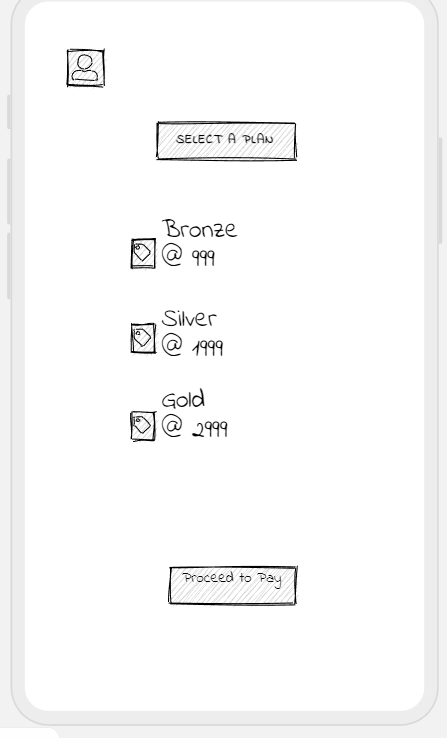 SELECT A PLAN
Bronze
@ 999
Silver
@ 1999
Gold
@ 2999
Proceed to Pay